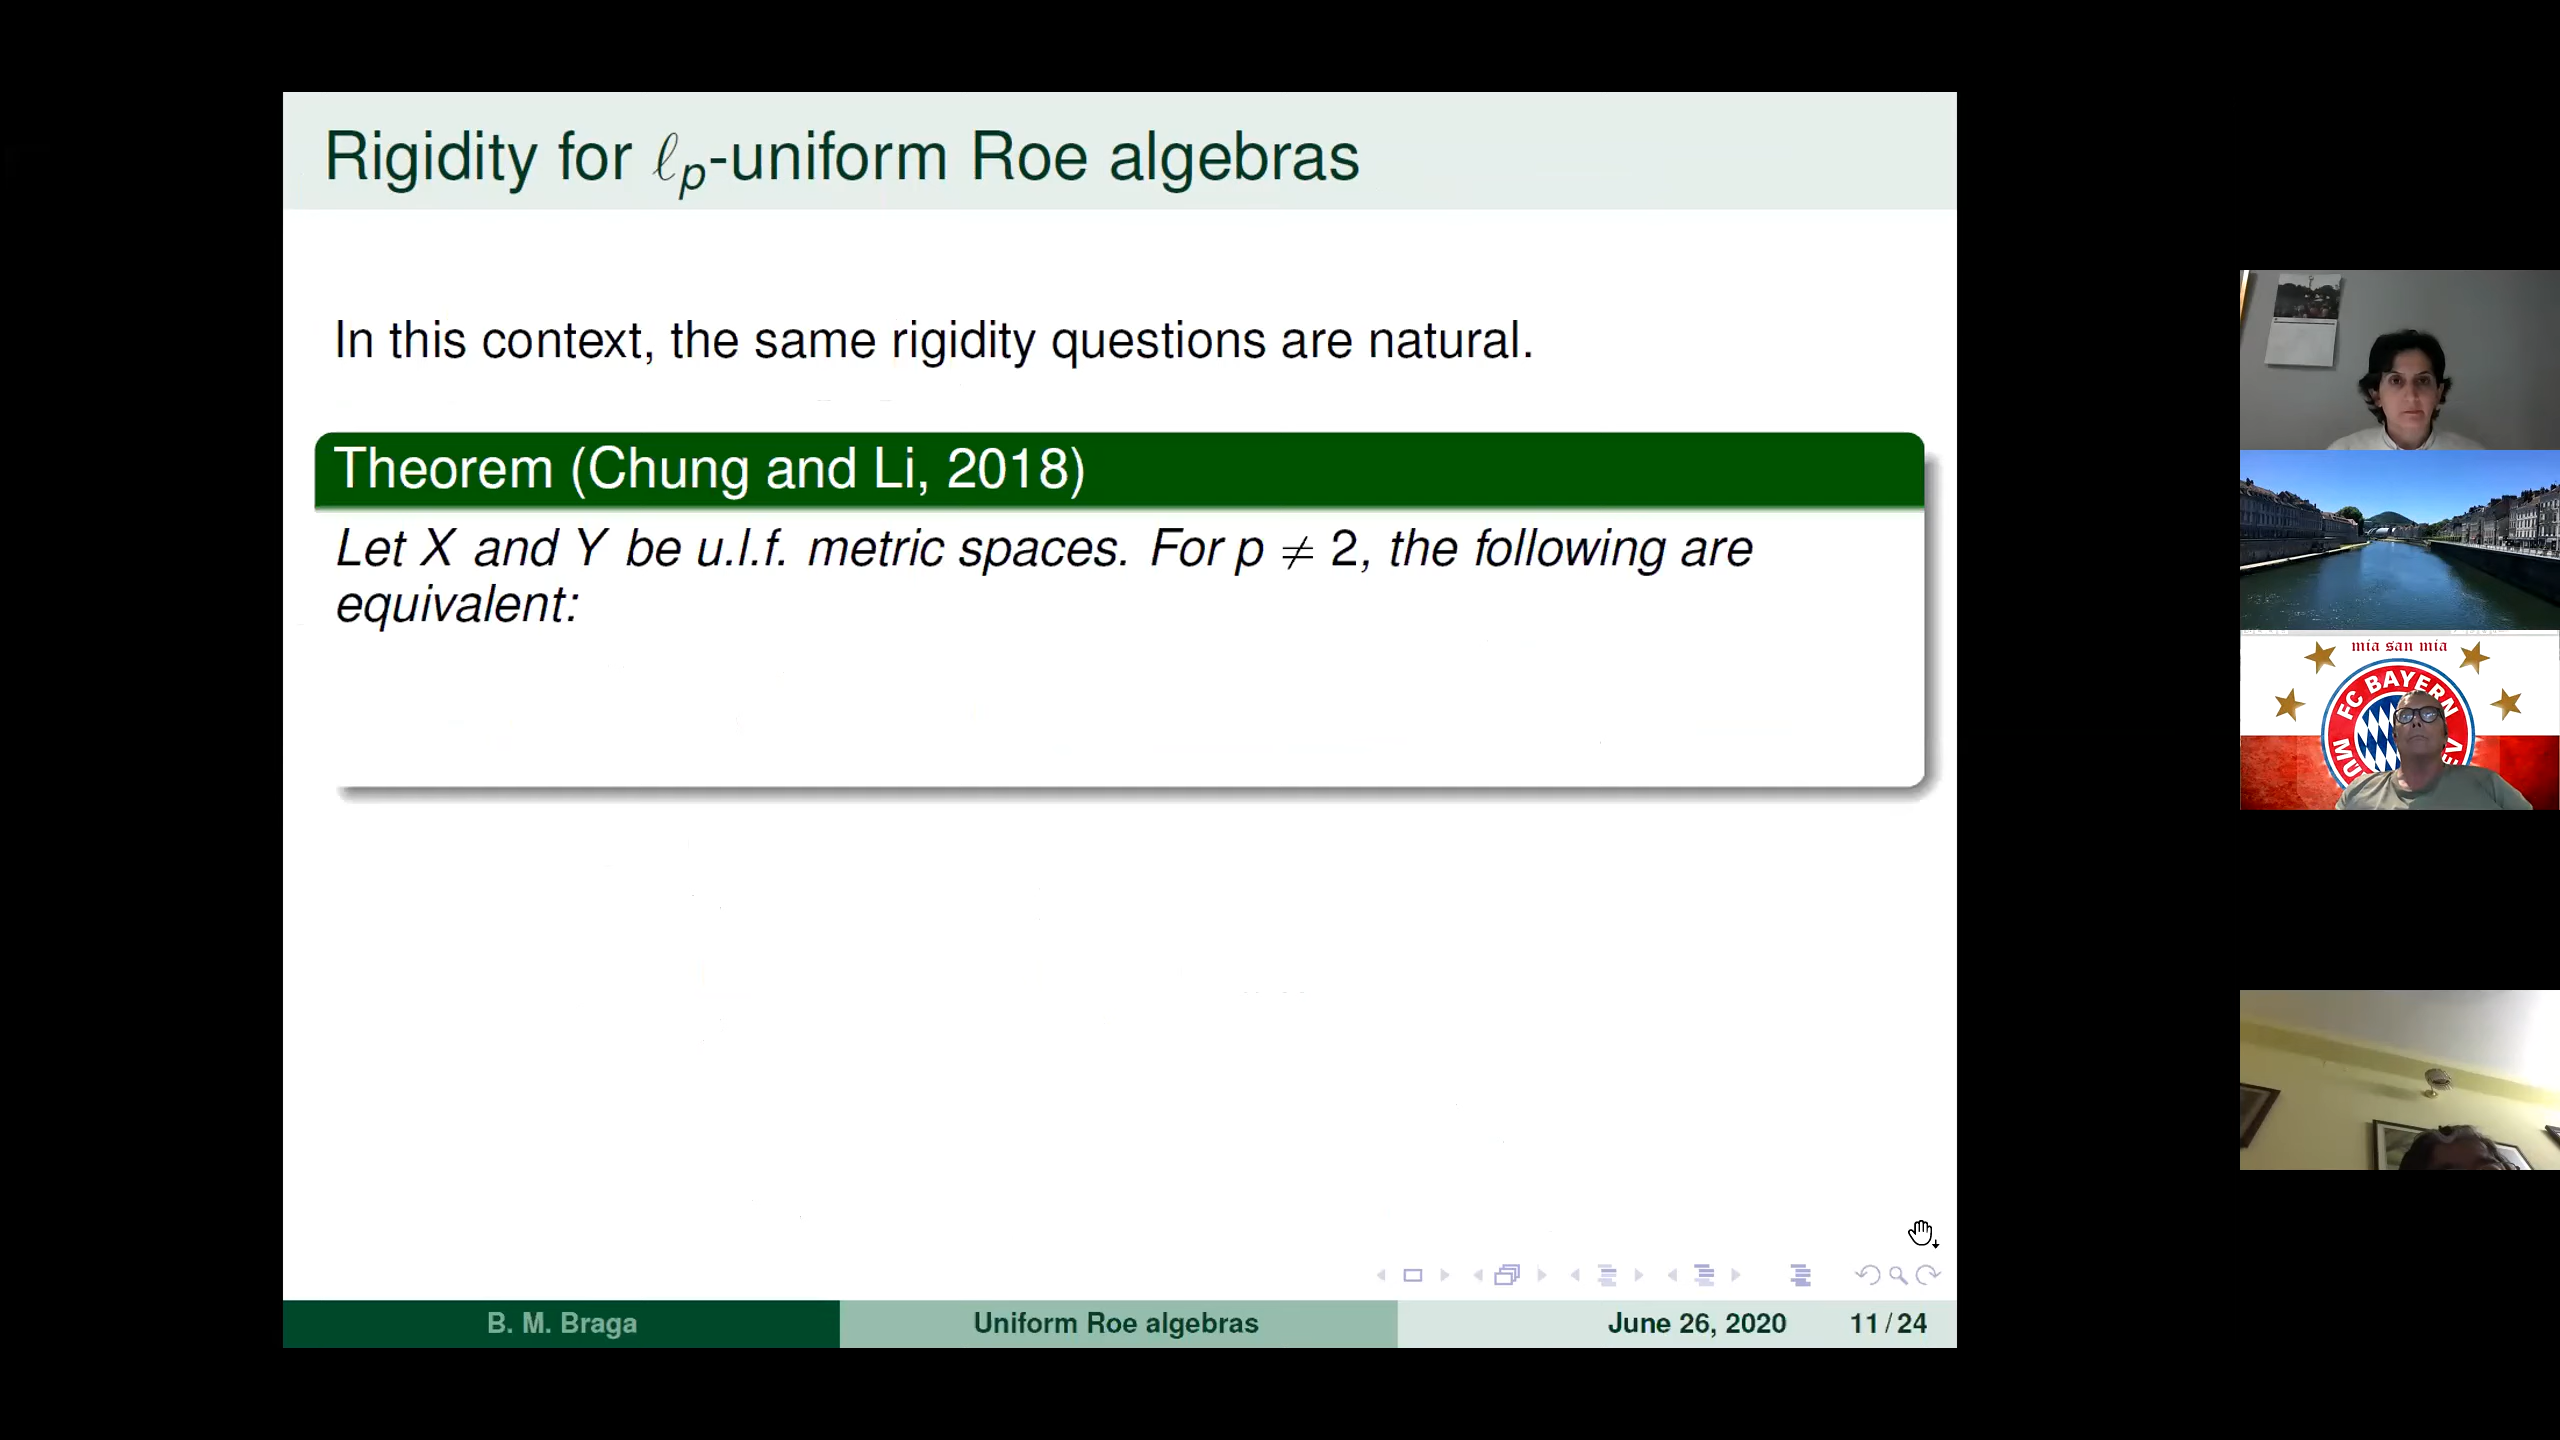 Rigidity for ℓp-uniform Roe algebras
In this context, the same rigidity questions are natural.
Theorem (Chung and Li, 2018)
Let X and Y be u.l.f. metric spaces. For p ≠ 2, the following are
equivalent:
B. M. Braga
Uniform Roe algebras
June 26, 2020
11 / 24
mia san mia
FC BAYERN